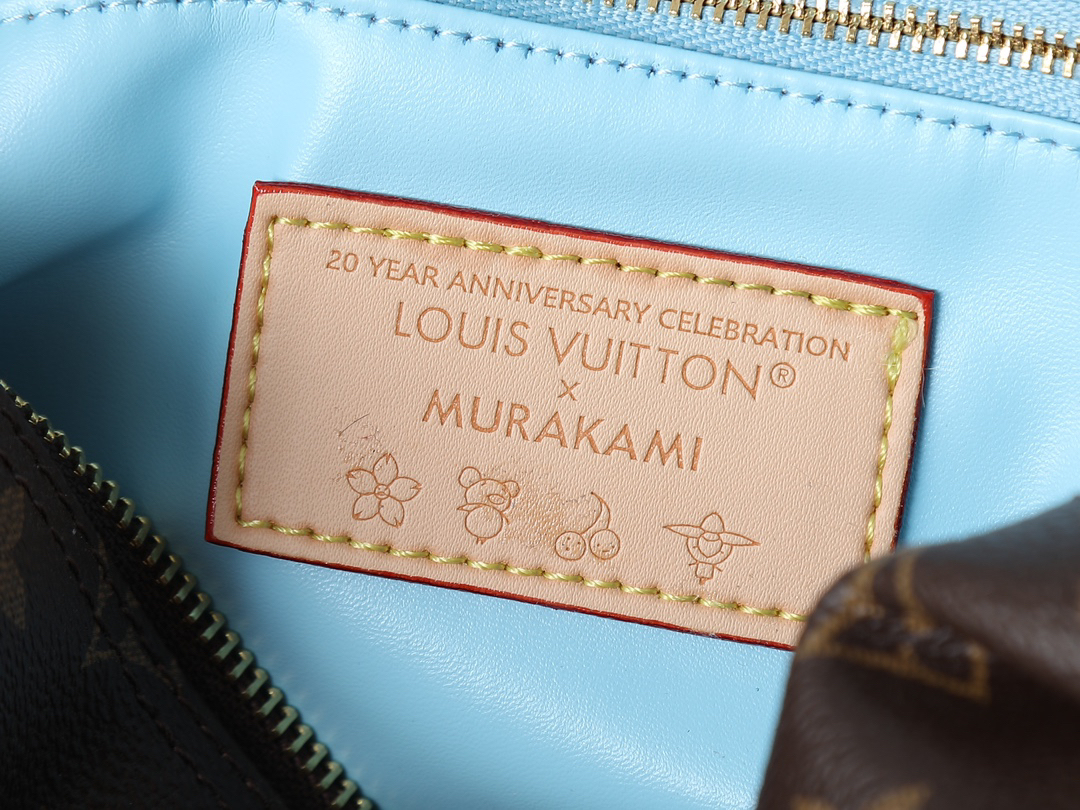 20 YEAR ANNIVERSARY CELEBRATION
LOUIS VUITTON®
x
MURAKAMI